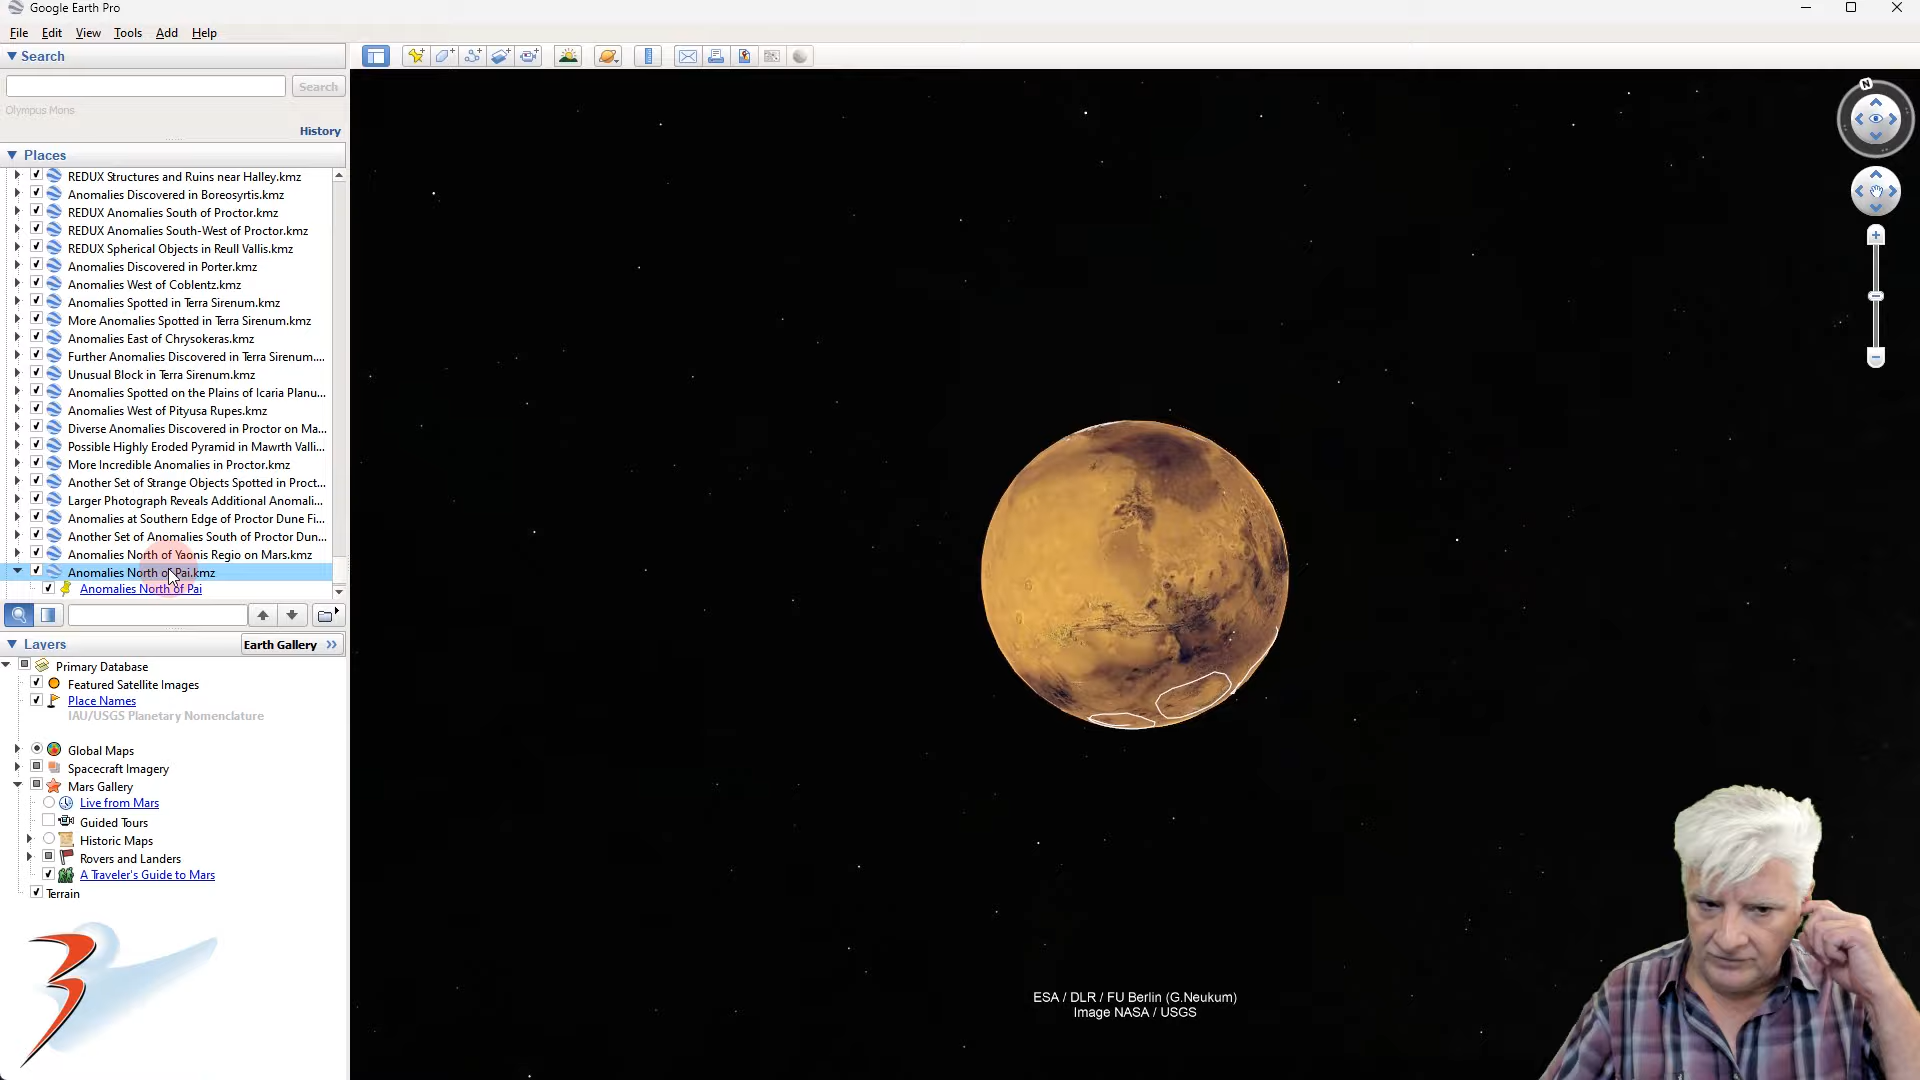 Google Earth Pro
File Edit View Tools Add Help
Search
Search
Olympus Mons
History
Places
REDUX Structures and Ruins near Halley.kmz
Anomalies Discovered in Boreosyrtis.kmz
REDUX Anomalies South of Proctor.kmz
REDUX Anomalies South-West of Proctor.kmz
REDUX Spherical Objects in Reull Vallis.kmz
Anomalies Discovered in Porter.kmz
Anomalies West of Coblentz.kmz
Anomalies Spotted in Terra Sirenum.kmz
More Anomalies Spotted in Terra Sirenum.kmz
Anomalies East of Chrysokeras.kmz
Further Anomalies Discovered in Terra Sirenum....
Unusual Block in Terra Sirenum.kmz
Anomalies Spotted on the Plains of Icaria Planu...
Anomalies West of Pityusa Rupes.kmz
Diverse Anomalies Discovered in Proctor on Ma...
Possible Highly Eroded Pyramid in Mawrth Valli...
More Incredible Anomalies in Proctor.kmz
Another Set of Strange Objects Spotted in Proct...
Larger Photograph Reveals Additional Anomali...
Anomalies at Southern Edge of Proctor Dune Fi...
Another Set of Anomalies South of Proctor Dun...
Anomalies North of Yaonis Regio on Mars.kmz
Anomalies North of Pai.kmz
Anomalies North of Pai
Layers
Earth Gallery >>
Primary Database
Featured Satellite Images
Place Names
IAU/USGS Planetary Nomenclature
Global Maps
Spacecraft Imagery
Mars Gallery
Live from Mars
Guided Tours
Historic Maps
Rovers and Landers
A Traveler's Guide to Mars
Terrain
N
ESA / DLR / FU Berlin (G.Neukum)
Image NASA / USGS